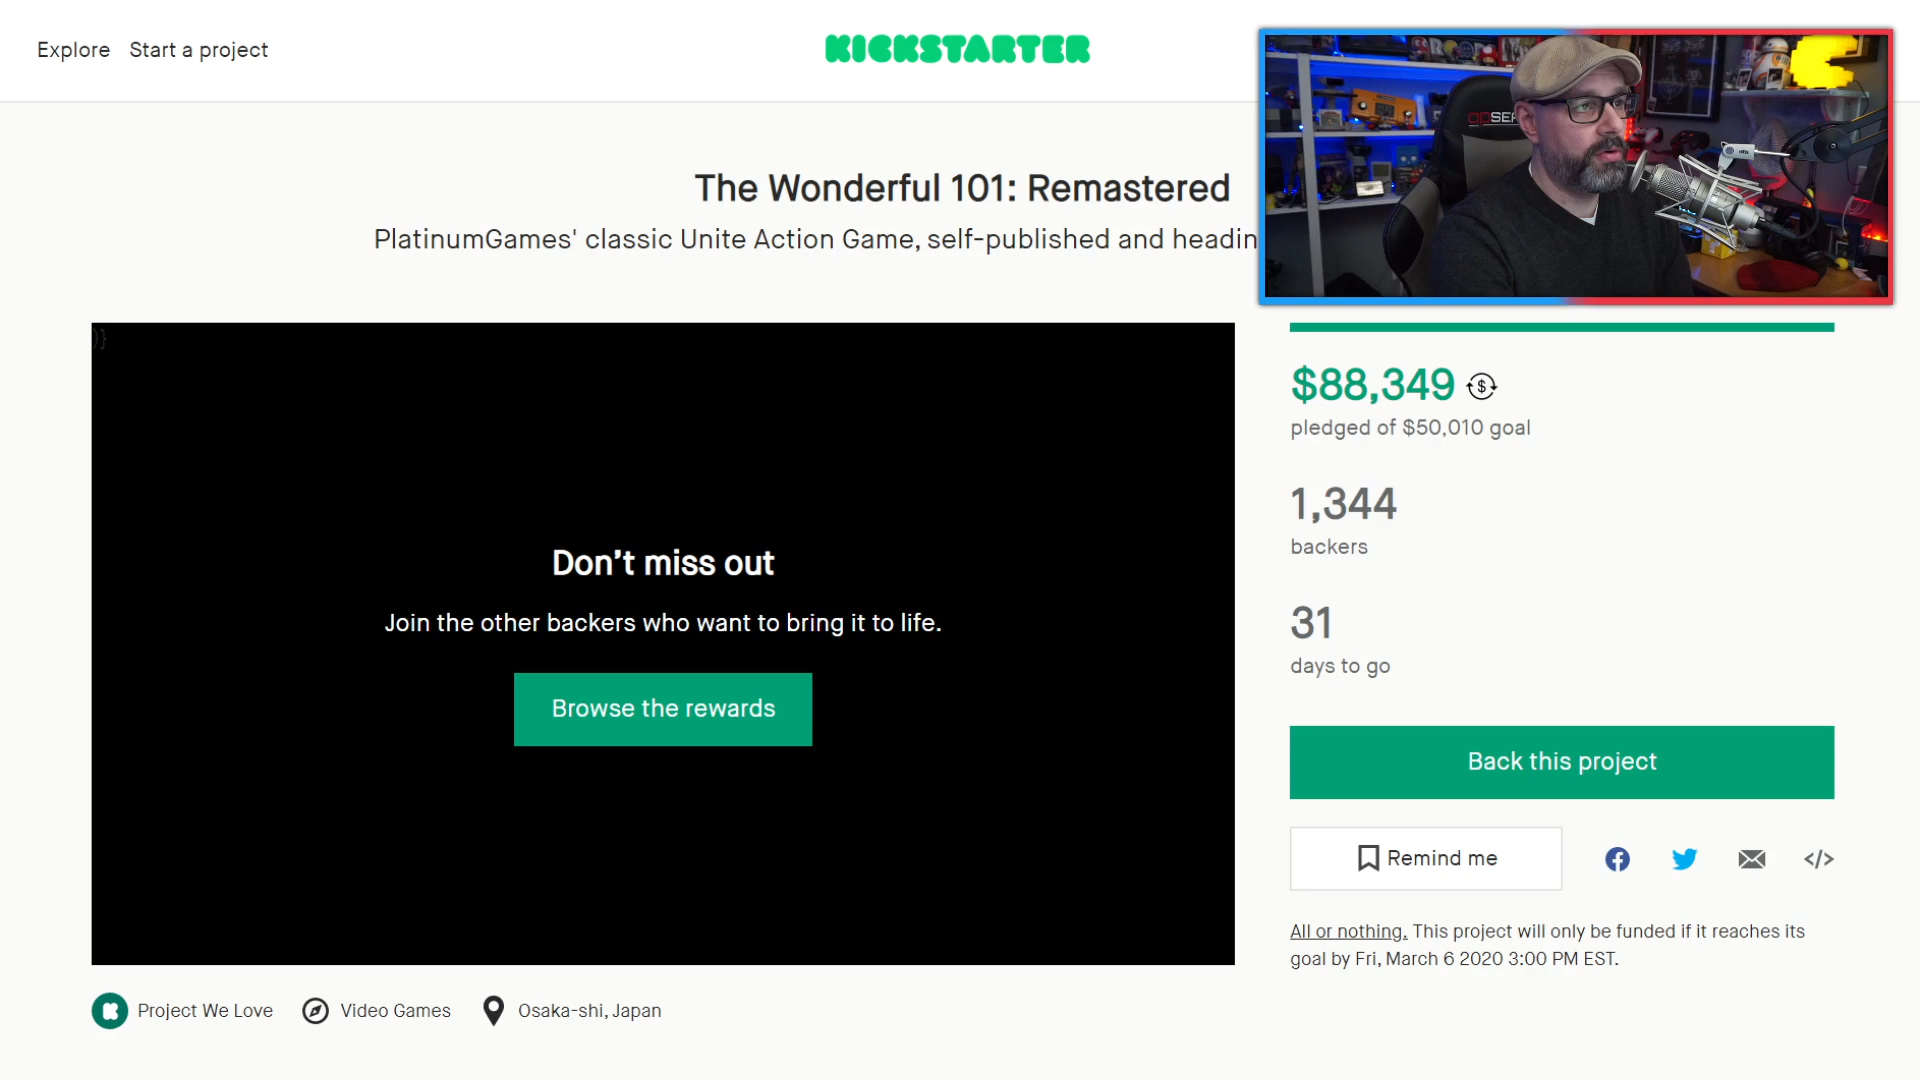 Explore Start a project
KICKSTARTER
The Wonderful 101: Remastered
PlatinumGames' classic Unite Action Game, self-published and headin
)}
Don't miss out
Join the other backers who want to bring it to life.
Browse the rewards
$88,349
pledged of $50,010 goal
1,344
backers
31
days to go
Back this project
Remind me
All or nothing. This project will only be funded if it reaches its
goal by Fri, March 6 2020 3:00 PM EST.
Project We Love Video Games Osaka-shi, Japan